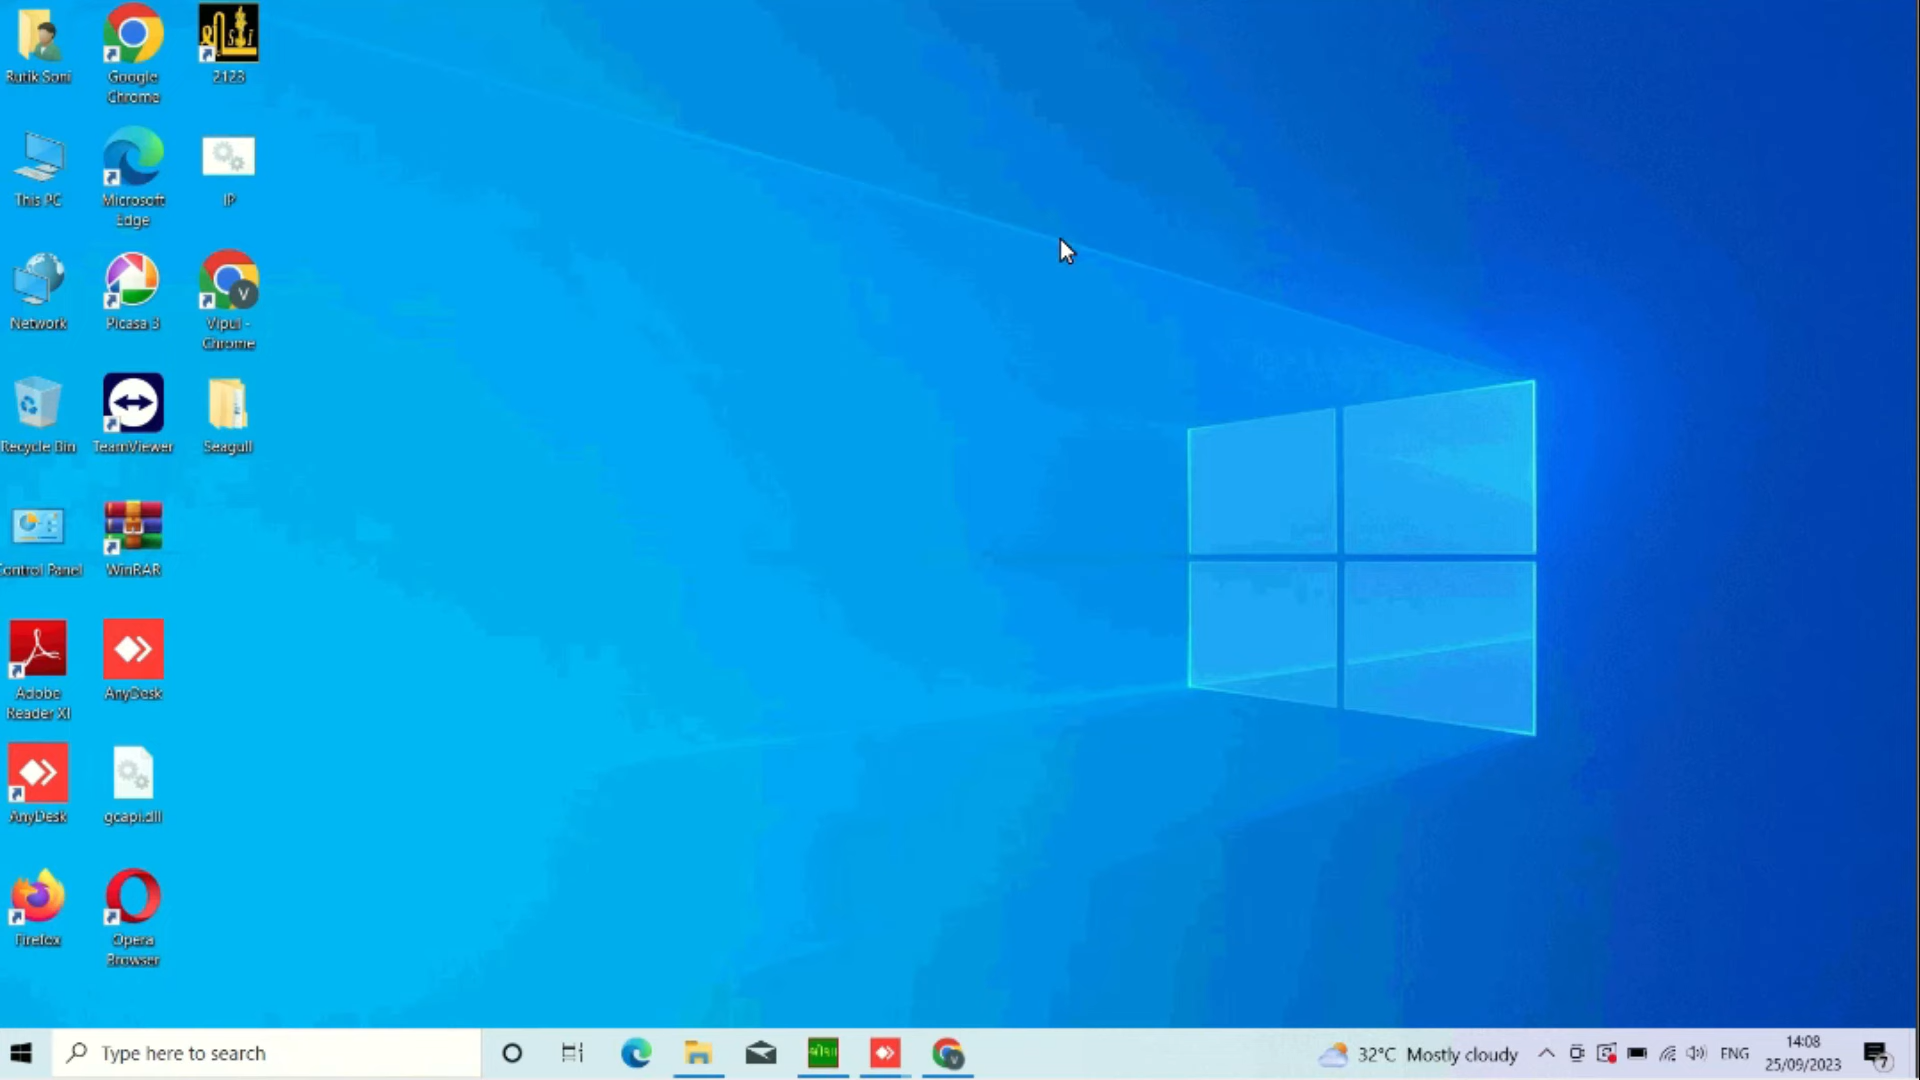 Rutik Soni
Google
Chrome
2123
This PC
Microsoft
Edge
IP
Network
Picasa 3
V
Vipul -
Chrome
Recycle Bin
TeamViewer
Seagull
ontrol Panel
WinRAR
Adobe
Reader XI
AnyDesk
AnyDesk
gcapi.dll
Firefox
Opera
Browser
Type here to search
32°C Mostly cloudy
ENG
14:08
25/09/2023
7